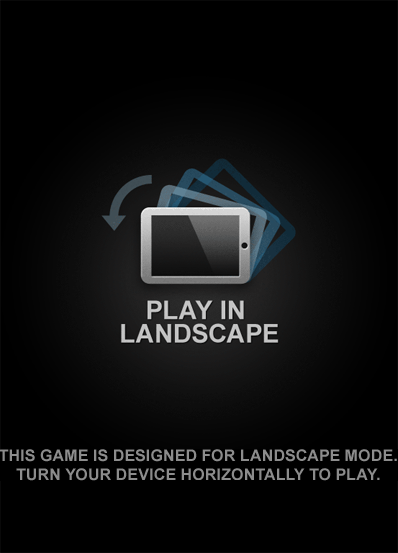 PLAY IN
LANDSCAPE
THIS GAME IS DESIGNED FOR LANDSCAPE MODE.
TURN YOUR DEVICE HORIZONTALLY TO PLAY.